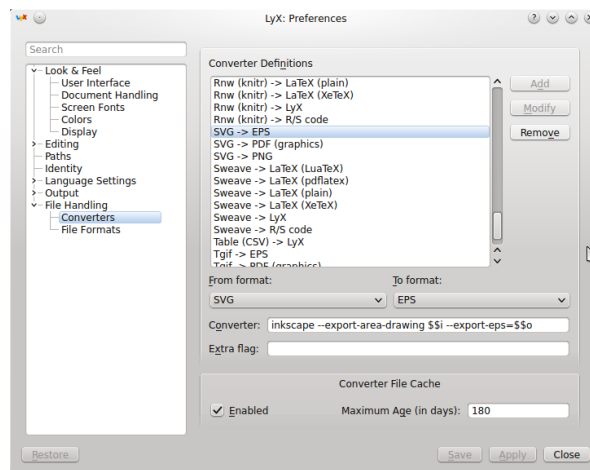 LyX: Preferences
Search
Look & Feel
User Interface
Document Handling
Screen Fonts
Colors
Display
Editing
Paths
Identity
Language Settings
Output
File Handling
Converters
File Formats
Converter Definitions
Rnw (knitr) -> LaTeX (plain)
Rnw (knitr) -> LaTeX (XeTeX)
Rnw (knitr) -> LyX
Rnw (knitr) -> R/S code
SVG -> EPS
SVG -> PDF (graphics)
SVG -> PNG
Sweave -> LaTeX (LuaTeX)
Sweave -> LaTeX (pdflatex)
Sweave -> LaTeX (plain)
Sweave -> LaTeX (XeTeX)
Sweave -> LyX
Sweave -> R/S code
Table (CSV) -> LyX
Tgif -> EPS
Tgif -> PDF (graphics)
Add
Modify
Remove
From format:
To format:
SVG
EPS
Converter:
inkscape --export-area-drawing $$i --export-eps=$$o
Extra flag:
Converter File Cache
Enabled
Maximum Age (in days):
180
Restore
Save
Apply
Close